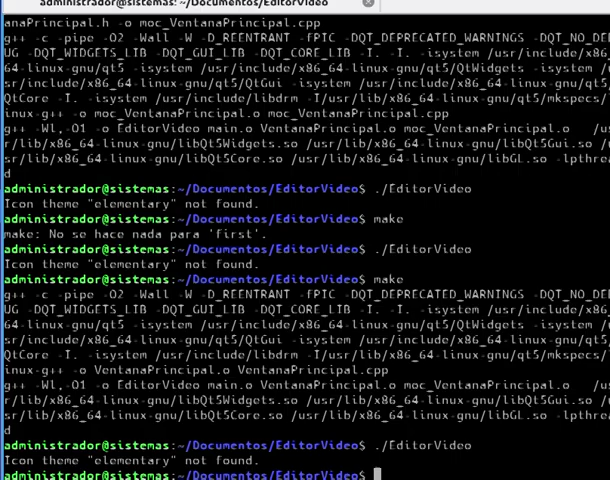 administrador@sistemas: ~/Documentos/EditorVideo
anaPrincipal.h -o moc_VentanaPrincipal.cpp
g++ -c -pipe -O2 -Wall -W -D_REENTRANT -fPIC -DQT_DEPRECATED_WARNINGS -DQT_NO_DEB
UG -DQT_WIDGETS_LIB -DQT_GUI_LIB -DQT_CORE_LIB -I. -I. -isystem /usr/include/x86_
64-linux-gnu/qt5 -isystem /usr/include/x86_64-linux-gnu/qt5/QtWidgets -isystem /u
sr/include/x86_64-linux-gnu/qt5/QtGui -isystem /usr/include/x86_64-linux-gnu/qt5/
QtCore -I. -isystem /usr/include/libdrm -I/usr/lib/x86_64-linux-gnu/qt5/mkspecs/l
inux-g++ -o moc_VentanaPrincipal.o moc_VentanaPrincipal.cpp
g++ -Wl,-O1 -o EditorVideo main.o VentanaPrincipal.o moc_VentanaPrincipal.o /us
r/lib/x86_64-linux-gnu/libQt5Widgets.so /usr/lib/x86_64-linux-gnu/libQt5Gui.so /u
sr/lib/x86_64-linux-gnu/libQt5Core.so /usr/lib/x86_64-linux-gnu/libGL.so -lpthrea
d
administrador@sistemas:~/Documentos/EditorVideo$ ./EditorVideo
Icon theme "elementary" not found.
administrador@sistemas:~/Documentos/EditorVideo$ make
make: No se hace nada para 'first'.
administrador@sistemas:~/Documentos/EditorVideo$ ./EditorVideo
Icon theme "elementary" not found.
administrador@sistemas:~/Documentos/EditorVideo$ make
g++ -c -pipe -O2 -Wall -W -D_REENTRANT -fPIC -DQT_DEPRECATED_WARNINGS -DQT_NO_DEB
UG -DQT_WIDGETS_LIB -DQT_GUI_LIB -DQT_CORE_LIB -I. -I. -isystem /usr/include/x86_
64-linux-gnu/qt5 -isystem /usr/include/x86_64-linux-gnu/qt5/QtWidgets -isystem /u
sr/include/x86_64-linux-gnu/qt5/QtGui -isystem /usr/include/x86_64-linux-gnu/qt5/
QtCore -I. -isystem /usr/include/libdrm -I/usr/lib/x86_64-linux-gnu/qt5/mkspecs/l
inux-g++ -o VentanaPrincipal.o VentanaPrincipal.cpp
g++ -Wl,-O1 -o EditorVideo main.o VentanaPrincipal.o moc_VentanaPrincipal.o /us
r/lib/x86_64-linux-gnu/libQt5Widgets.so /usr/lib/x86_64-linux-gnu/libQt5Gui.so /u
sr/lib/x86_64-linux-gnu/libQt5Core.so /usr/lib/x86_64-linux-gnu/libGL.so -lpthrea
d
administrador@sistemas:~/Documentos/EditorVideo$ ./EditorVideo
Icon theme "elementary" not found.
administrador@sistemas:~/Documentos/EditorVideo$